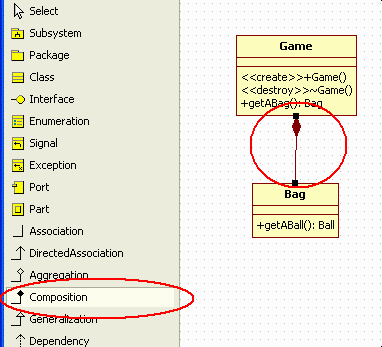 Select
Subsystem
Package
Class
Interface
Enumeration
Signal
Exception
Port
Part
Association
DirectedAssociation
Aggregation
Composition
Generalization
Dependency
Game
<<create>>+Game()
<<destroy>>~Game()
+getABag(): Bag
Bag
+getABall(): Ball